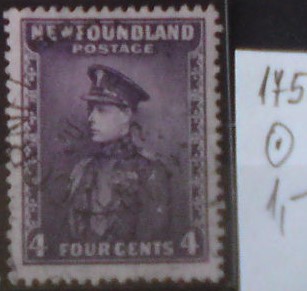 NEWFOUNDLAND
POSTAGE
4 FOUR CENTS 4
175
1,-